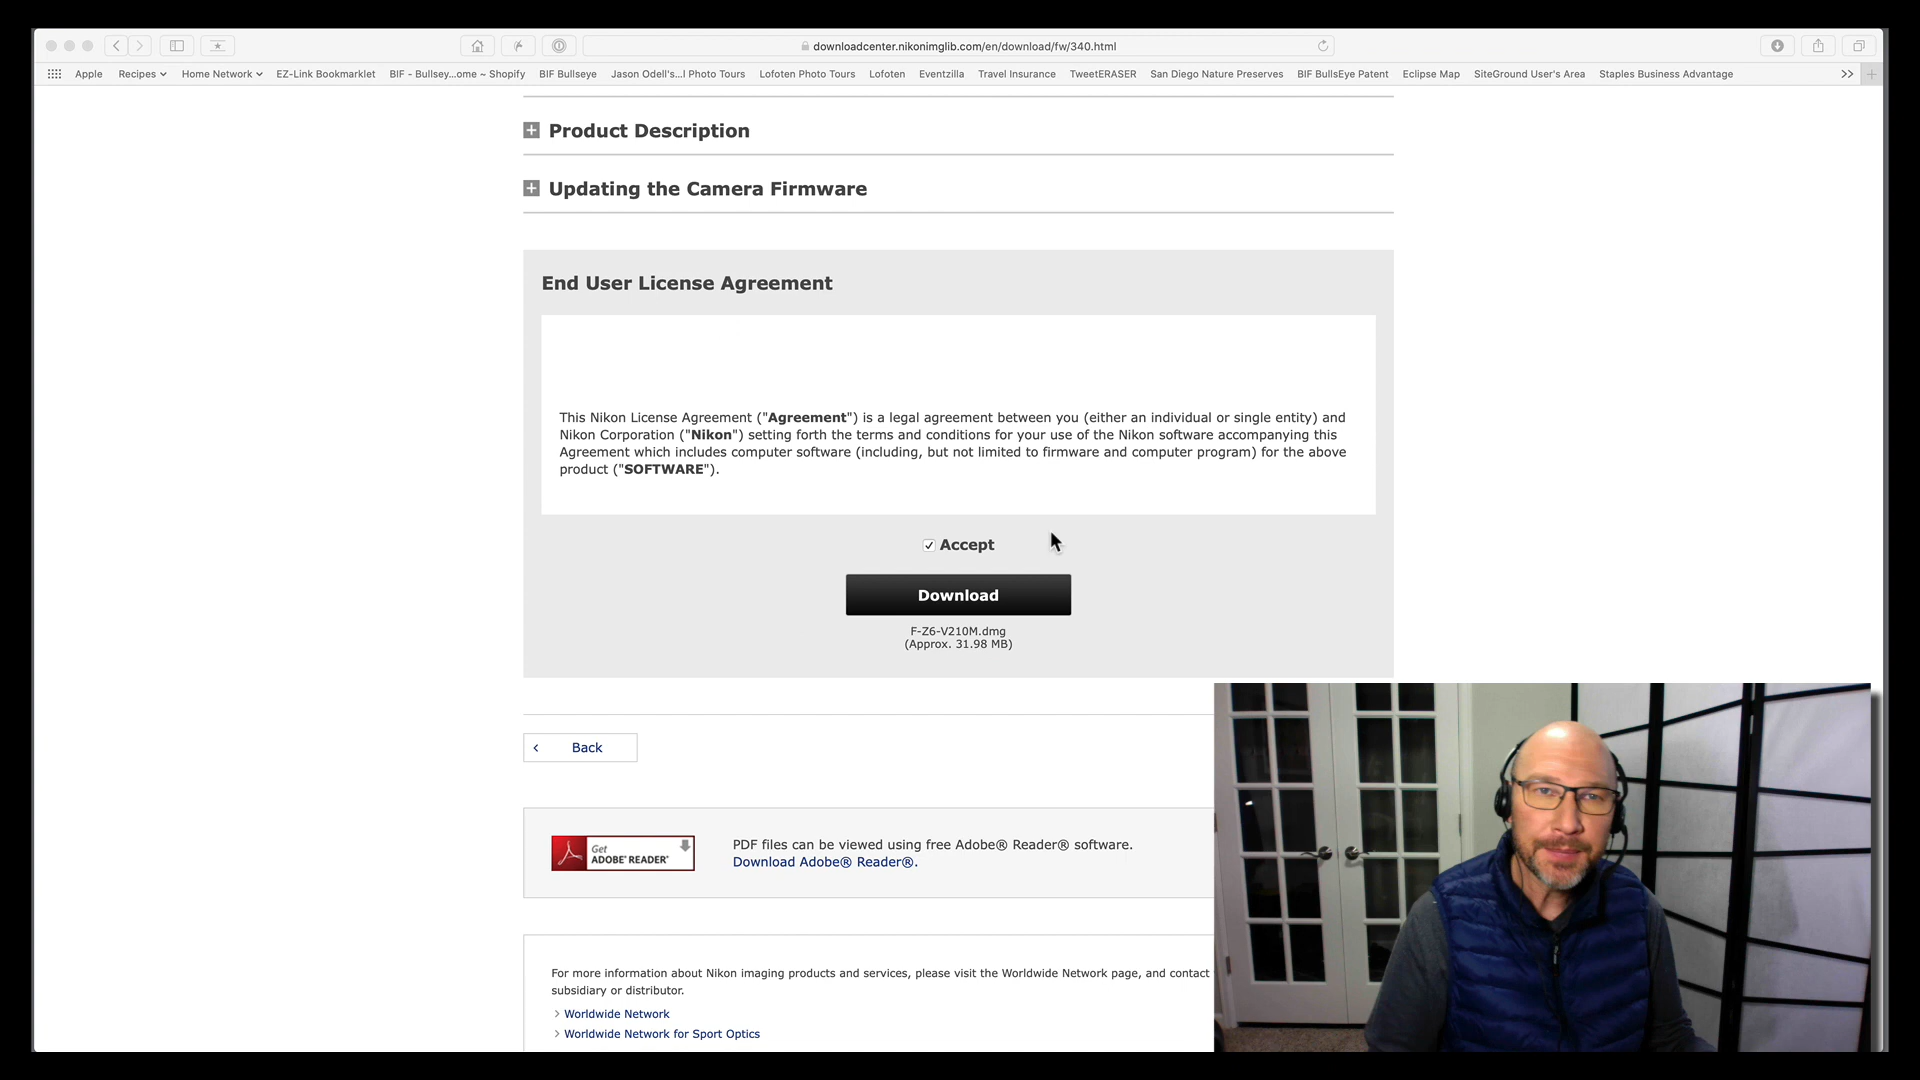 downloadcenter.nikonimglib.com/en/download/fw/340.html
Apple Recipes Home Network EZ-Link Bookmarklet BIF - Bullsey...ome ~ Shopify BIF Bullseye Jason Odell's...l Photo Tours Lofoten Photo Tours Lofoten Eventzilla Travel Insurance TweetERASER San Diego Nature Preserves BIF BullsEye Patent Eclipse Map SiteGround User's Area Staples Business Advantage
Product Description
Updating the Camera Firmware
End User License Agreement
This Nikon License Agreement ("Agreement") is a legal agreement between you (either an individual or single entity) and
Nikon Corporation ("Nikon") setting forth the terms and conditions for your use of the Nikon software accompanying this
Agreement which includes computer software (including, but not limited to firmware and computer program) for the above
product ("SOFTWARE").
Accept
Download
F-Z6-V210M.dmg
(Approx. 31.98 MB)
Back
Get
ADOBE® READER®
PDF files can be viewed using free Adobe® Reader® software.
Download Adobe® Reader®.
For more information about Nikon imaging products and services, please visit the Worldwide Network page, and contact
subsidiary or distributor.
Worldwide Network
Worldwide Network for Sport Optics